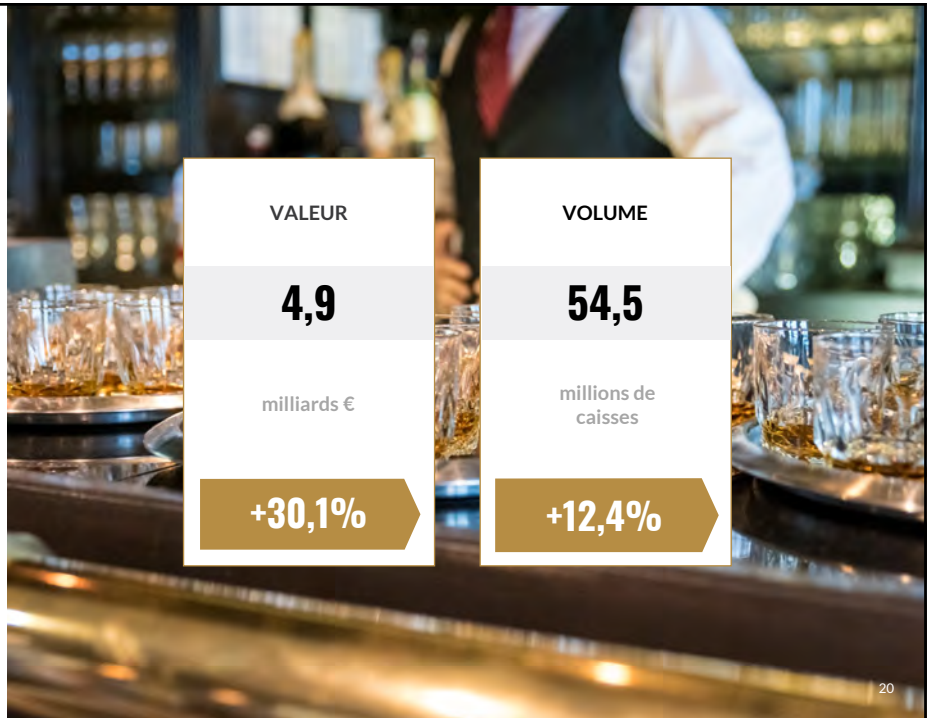 VALEUR
4,9
milliards €
+30,1%
VOLUME
54,5
millions de
caisses
+12,4%
20